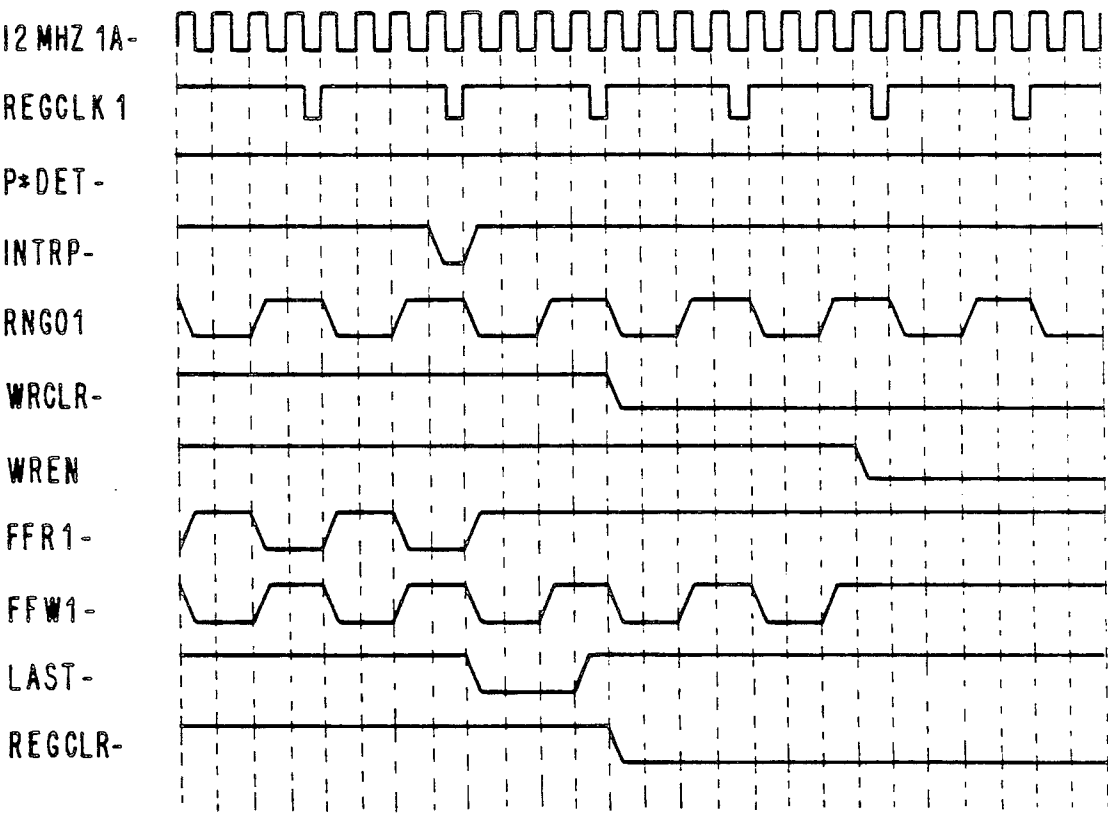 12 MHZ 1A-
REGCLK 1
P*DET-
INTRP-
RNG01
WRCLR-
WREN
FFR1-
FFW1-
LAST-
REGCLR-